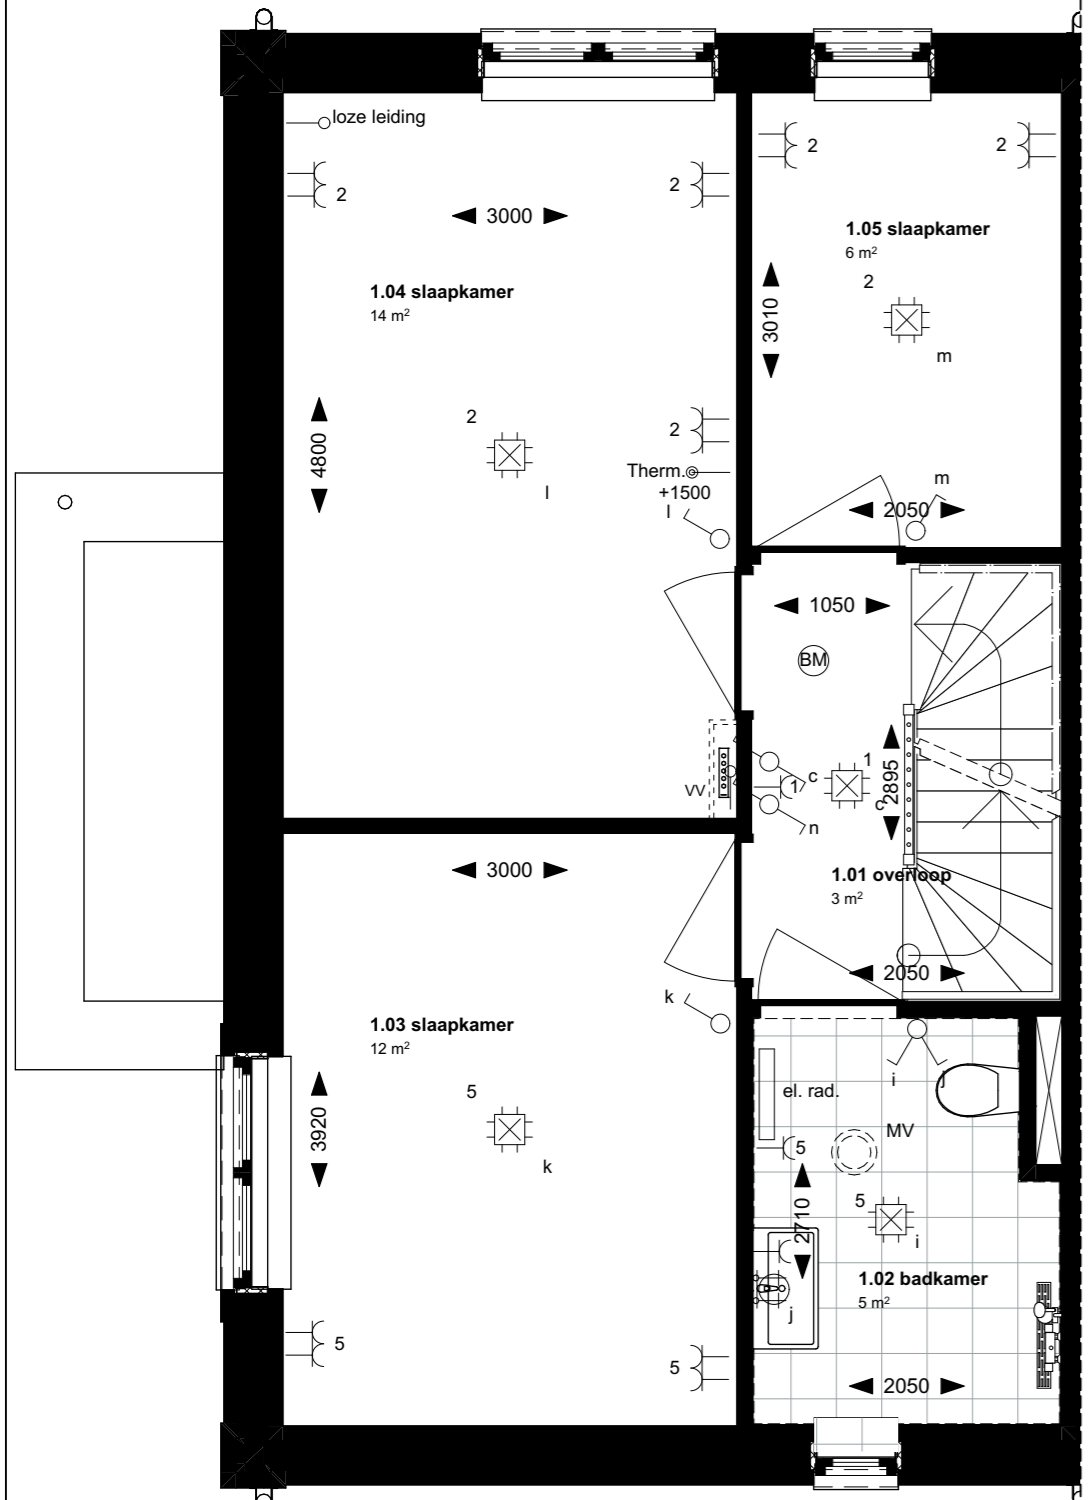 loze leiding
2
2
2
2
3000
1.05 slaapkamer
6 m²
2
3010
m
1.04 slaapkamer
14 m²
2
4800
l
2
Therm.
+1500
l
m
2050
1050
BM
1
2895
c
c
1
VV
n
3000
1.01 overloop
3 m²
2050
k
1.03 slaapkamer
12 m²
5
3920
k
i
j
el. rad.
MV
5
5
2710
i
1.02 badkamer
5 m²
j
5
5
2050